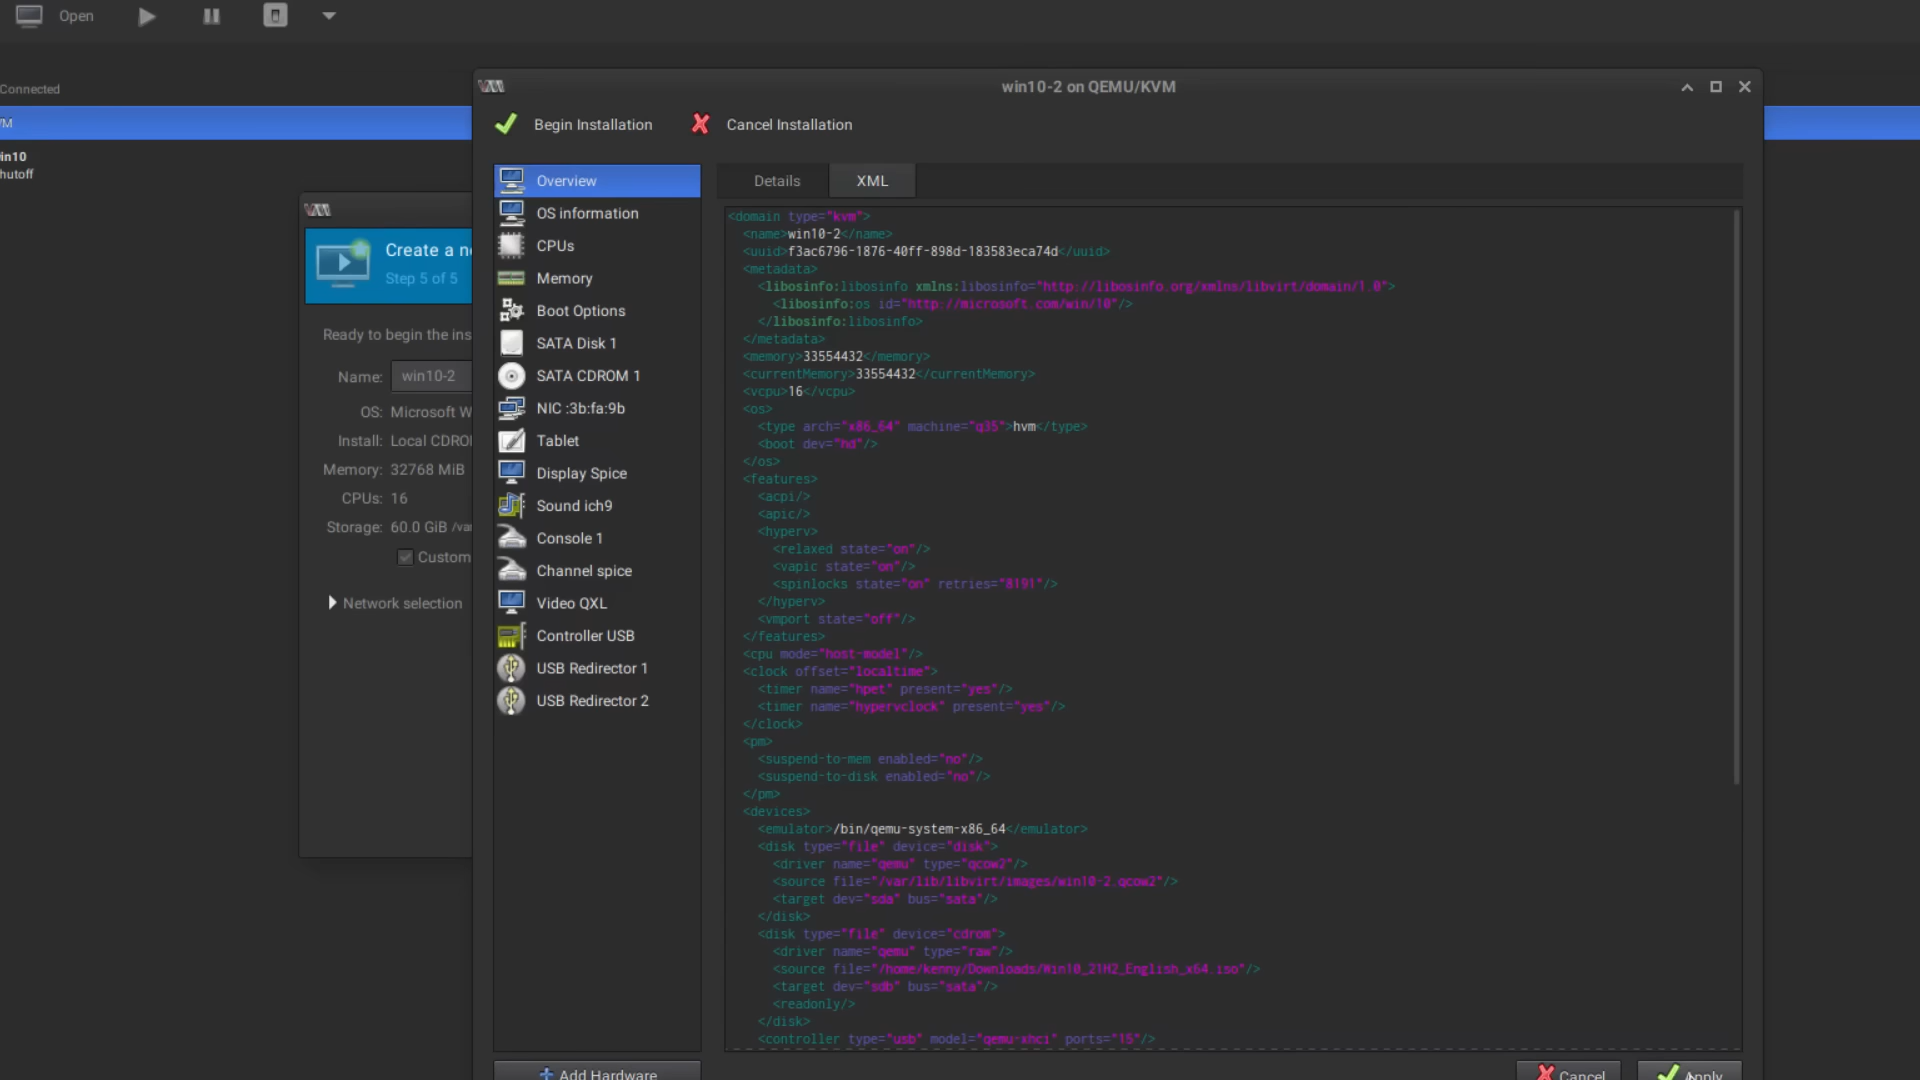 Open
Connected
VM
in10
hutoff
win10-2 on QEMU/KVM
Begin Installation
Cancel Installation
Create a n
Step 5 of 5
Ready to begin the ins
Name: win10-2
OS: Microsoft W
Install: Local CDRO
Memory: 32768 MiB
CPUs: 16
Storage: 60.0 GiB /va
Custom
Network selection
Overview
OS information
CPUs
Memory
Boot Options
SATA Disk 1
SATA CDROM 1
NIC :3b:fa:9b
Tablet
Display Spice
Sound ich9
Console 1
Channel spice
Video QXL
Controller USB
USB Redirector 1
USB Redirector 2
Add Hardware
Details
XML
<domain type="kvm">
<name>win10-2</name>
<uuid>f3ac6796-1876-40ff-898d-183583eca74d</uuid>
<metadata>
<libosinfo:libosinfo xmlns:libosinfo="http://libosinfo.org/xmlns/libvirt/domain/1.0">
<libosinfo:os id="http://microsoft.com/win/10"/>
</libosinfo:libosinfo>
</metadata>
<memory>33554432</memory>
<currentMemory>33554432</currentMemory>
<vcpu>16</vcpu>
<os>
<type arch="x86_64" machine="q35">hvm</type>
<boot dev="hd"/>
</os>
<features>
<acpi/>
<apic/>
<hyperv>
<relaxed state="on"/>
<vapic state="on"/>
<spinlocks state="on" retries="8191"/>
</hyperv>
<vmport state="off"/>
</features>
<cpu mode="host-model"/>
<clock offset="localtime">
<timer name="hpet" present="yes"/>
<timer name="hypervclock" present="yes"/>
</clock>
<pm>
<suspend-to-mem enabled="no"/>
<suspend-to-disk enabled="no"/>
</pm>
<devices>
<emulator>/bin/qemu-system-x86_64</emulator>
<disk type="file" device="disk">
<driver name="qemu" type="qcow2"/>
<source file="/var/lib/libvirt/images/win10-2.qcow2"/>
<target dev="sda" bus="sata"/>
</disk>
<disk type="file" device="cdrom">
<driver name="qemu" type="raw"/>
<source file="/home/kenny/Downloads/Win10_21H2_English_x64.iso"/>
<target dev="sdb" bus="sata"/>
<readonly/>
</disk>
<controller type="usb" model="qemu-xhci" ports="15"/>
Cancel
Apply